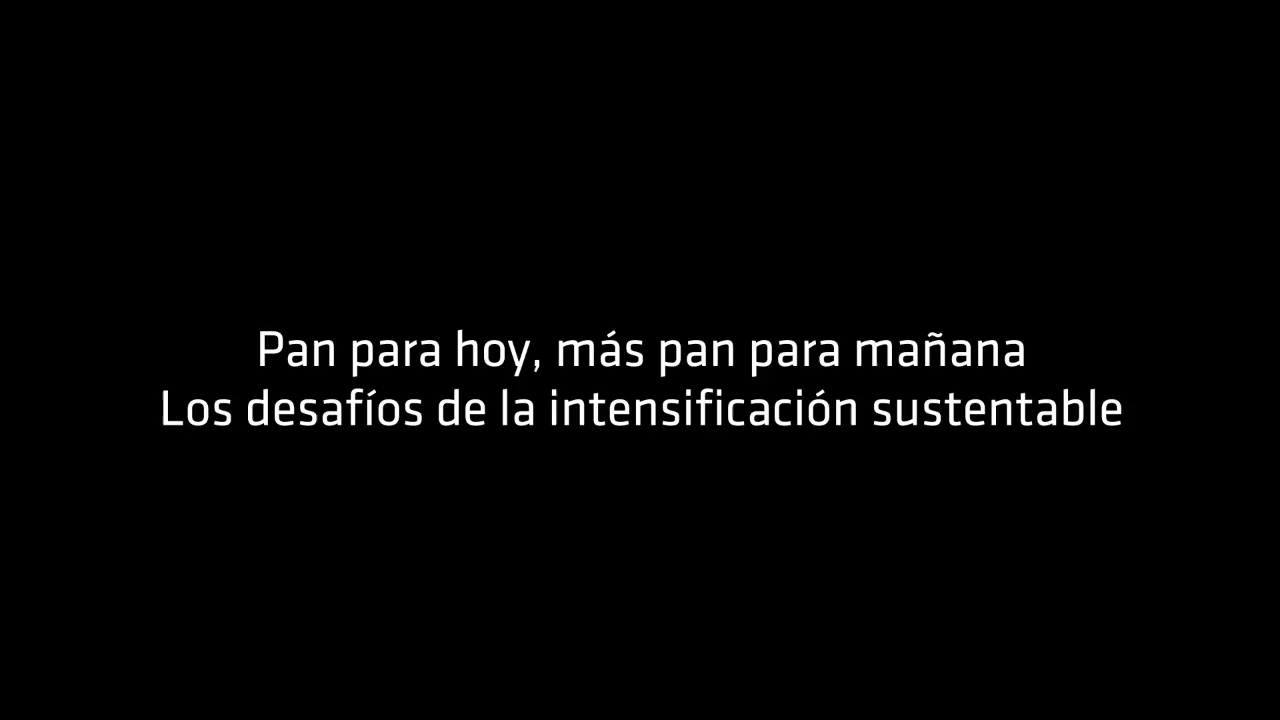 Pan para hoy, más pan para mañana
Los desafíos de la intensificación sustentable